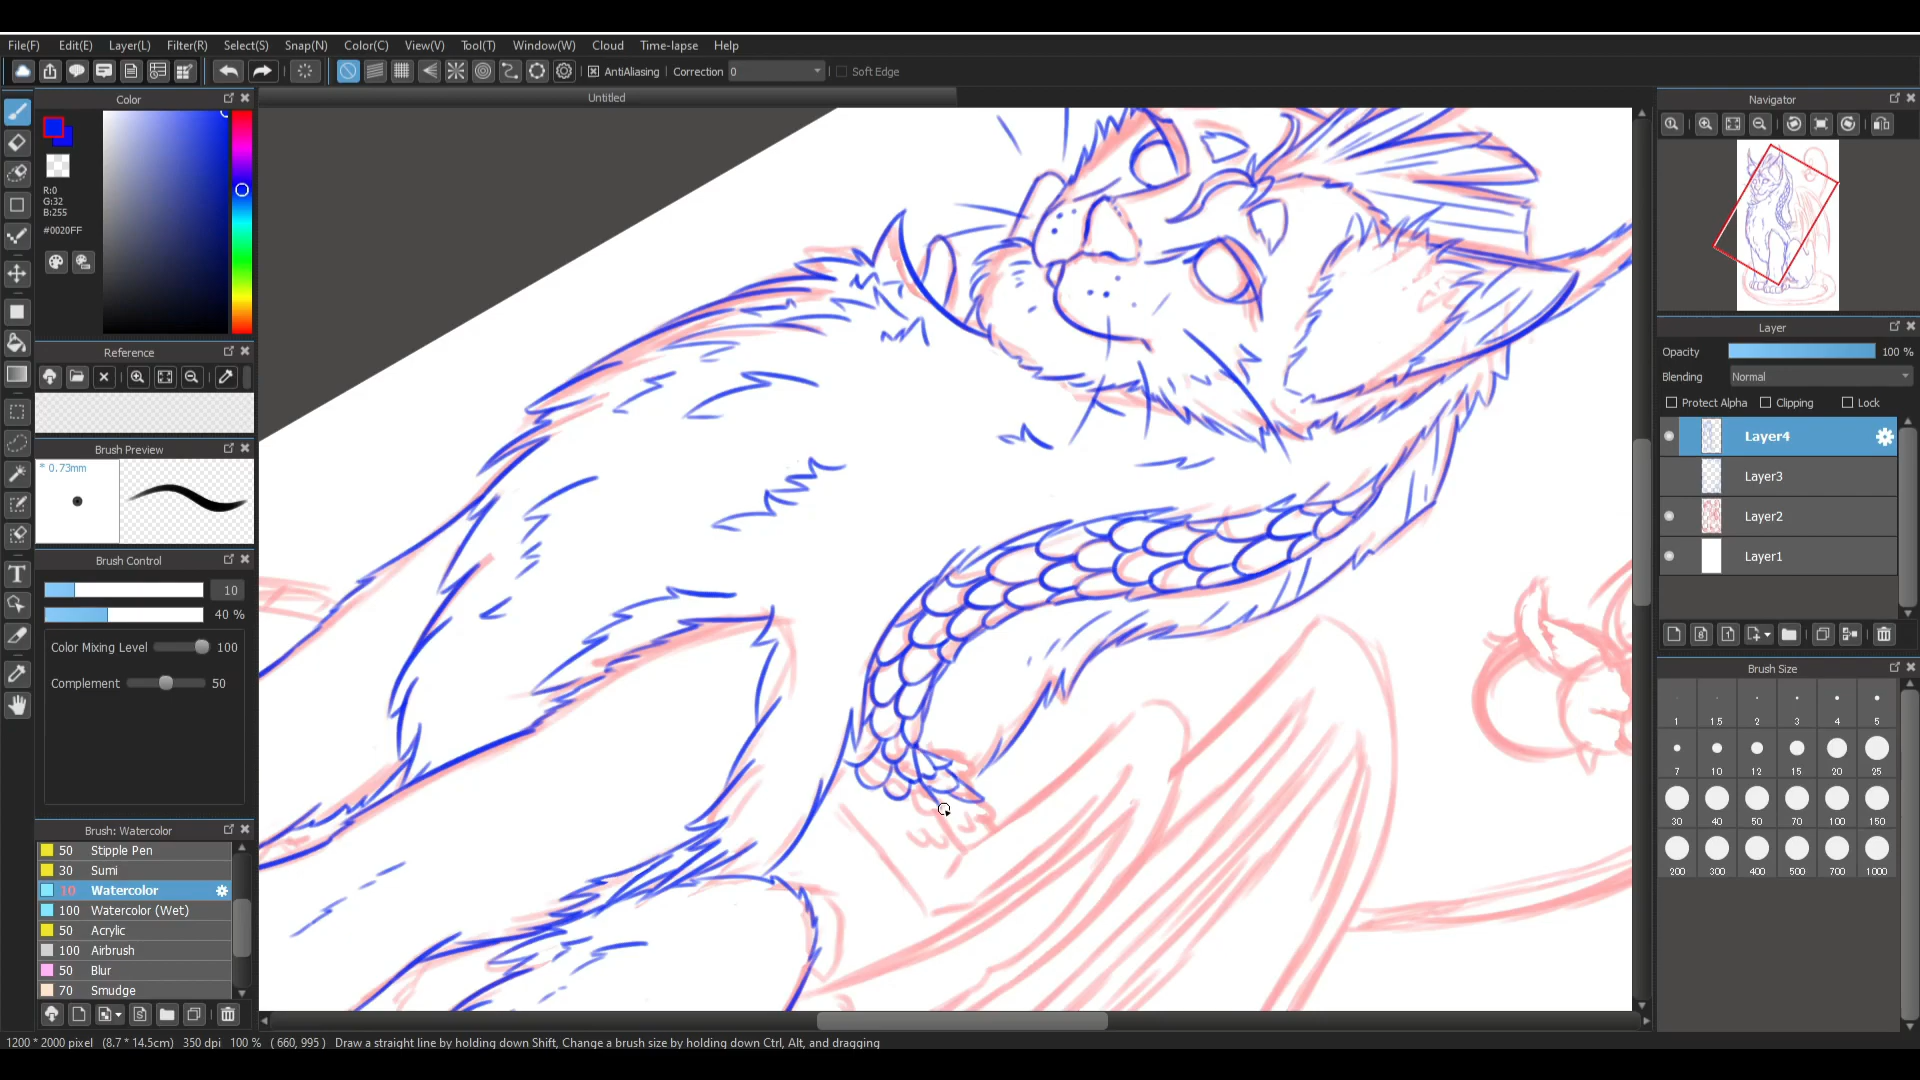 File(F) Edit(E) Layer(L) Filter(R) Select(S) Snap(N) Color(C) View(V) Tool(T) Window(W) Cloud Time-lapse Help
AntiAliasing Correction 0 Soft Edge
Color
Untitled
Navigator
R:0
G:32
B:255
#0020FF
Reference
Brush Preview
* 0.73mm
Brush Control
10
40 %
Color Mixing Level 100
Complement 50
Brush: Watercolor
50 Stipple Pen
30 Sumi
10 Watercolor
100 Watercolor (Wet)
50 Acrylic
100 Airbrush
50 Blur
70 Smudge
Layer
Opacity 100 %
Blending Normal
Protect Alpha Clipping Lock
Layer4
Layer3
Layer2
Layer1
Brush Size
1 1.5 2 3 4 5
7 10 12 15 20 25
30 40 50 70 100 150
200 300 400 500 700 1000
1200 * 2000 pixel (8.7 * 14.5cm) 350 dpi 100 % ( 660, 995 ) Draw a straight line by holding down Shift, Change a brush size by holding down Ctrl, Alt, and dragging